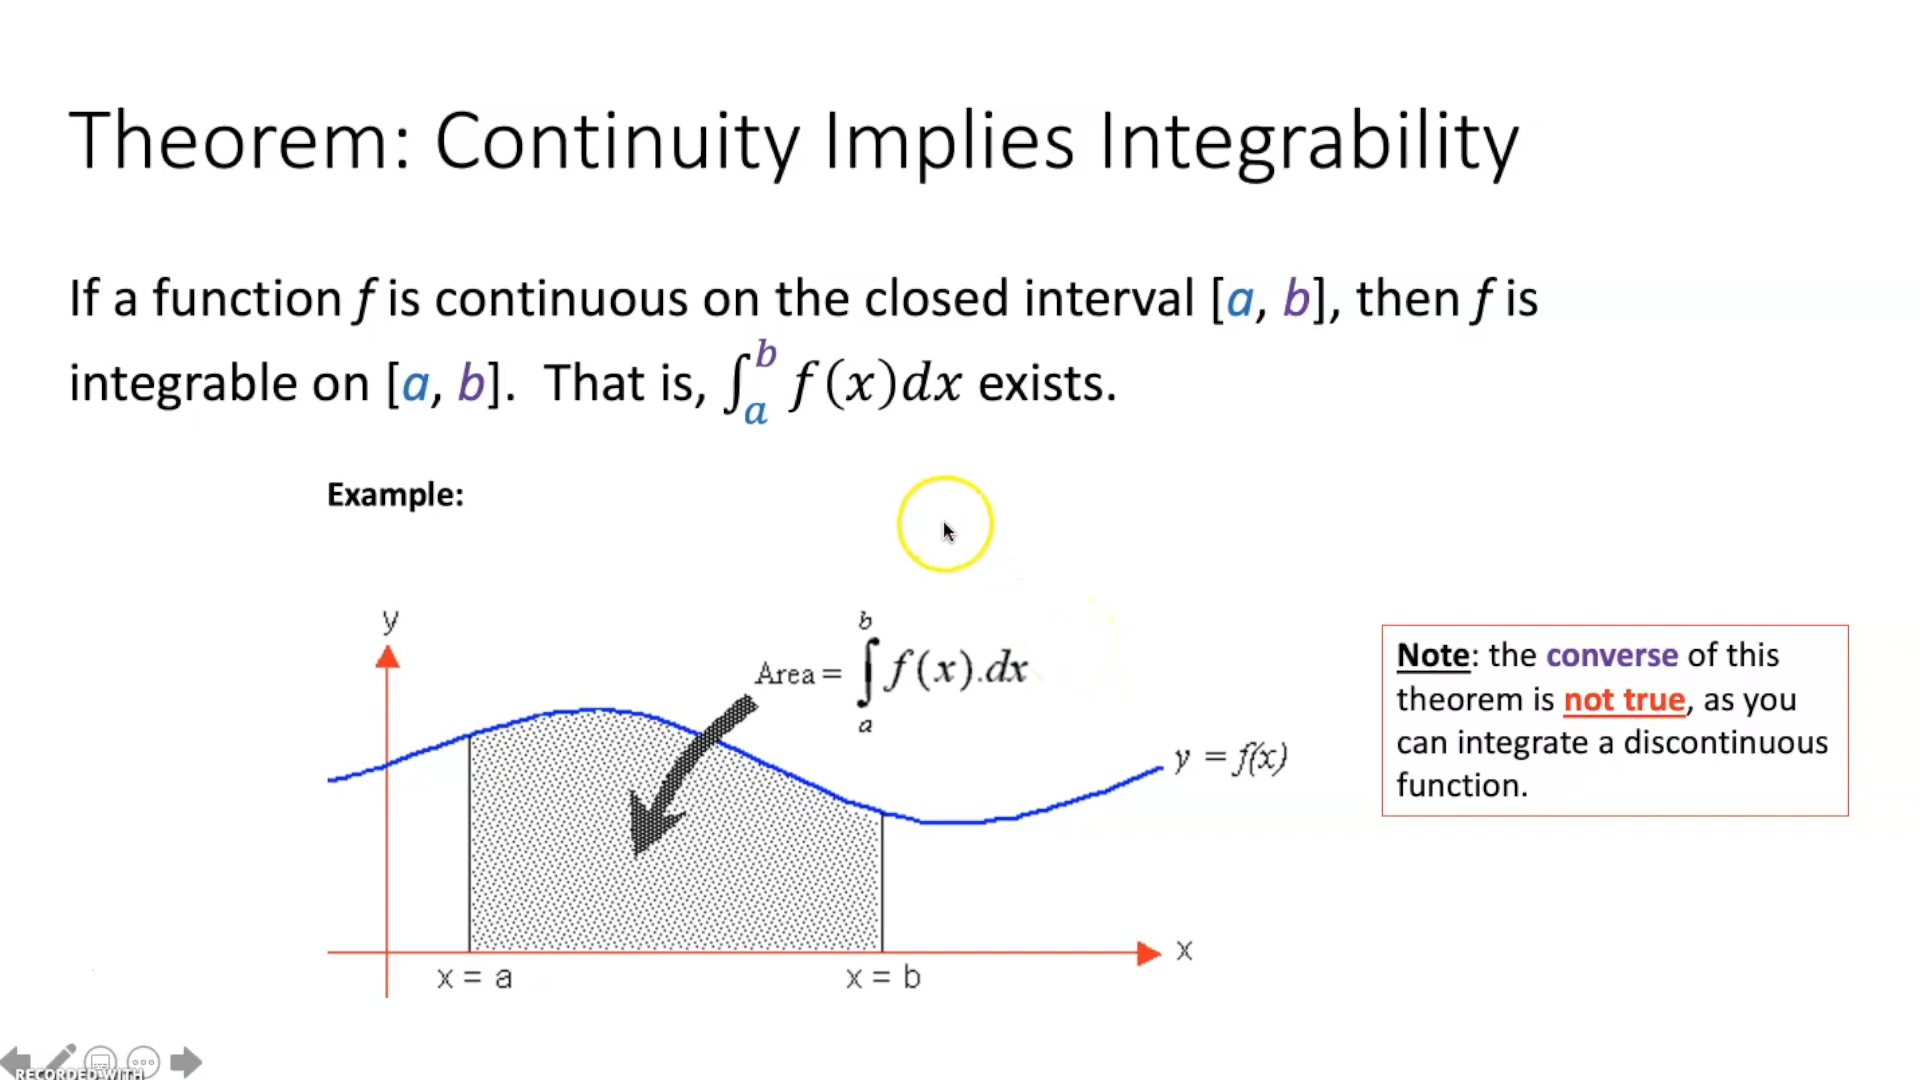 Theorem: Continuity Implies Integrability
If a function f is continuous on the closed interval [a, b], then f is
integrable on [a, b]. That is, ∫_a^b f(x)dx exists.
Example:
y
Area = ∫_a^b f(x).dx
y = f(x)
x
x = a
x = b
Note: the converse of this
theorem is not true, as you
can integrate a discontinuous
function.
RECORDED WITH